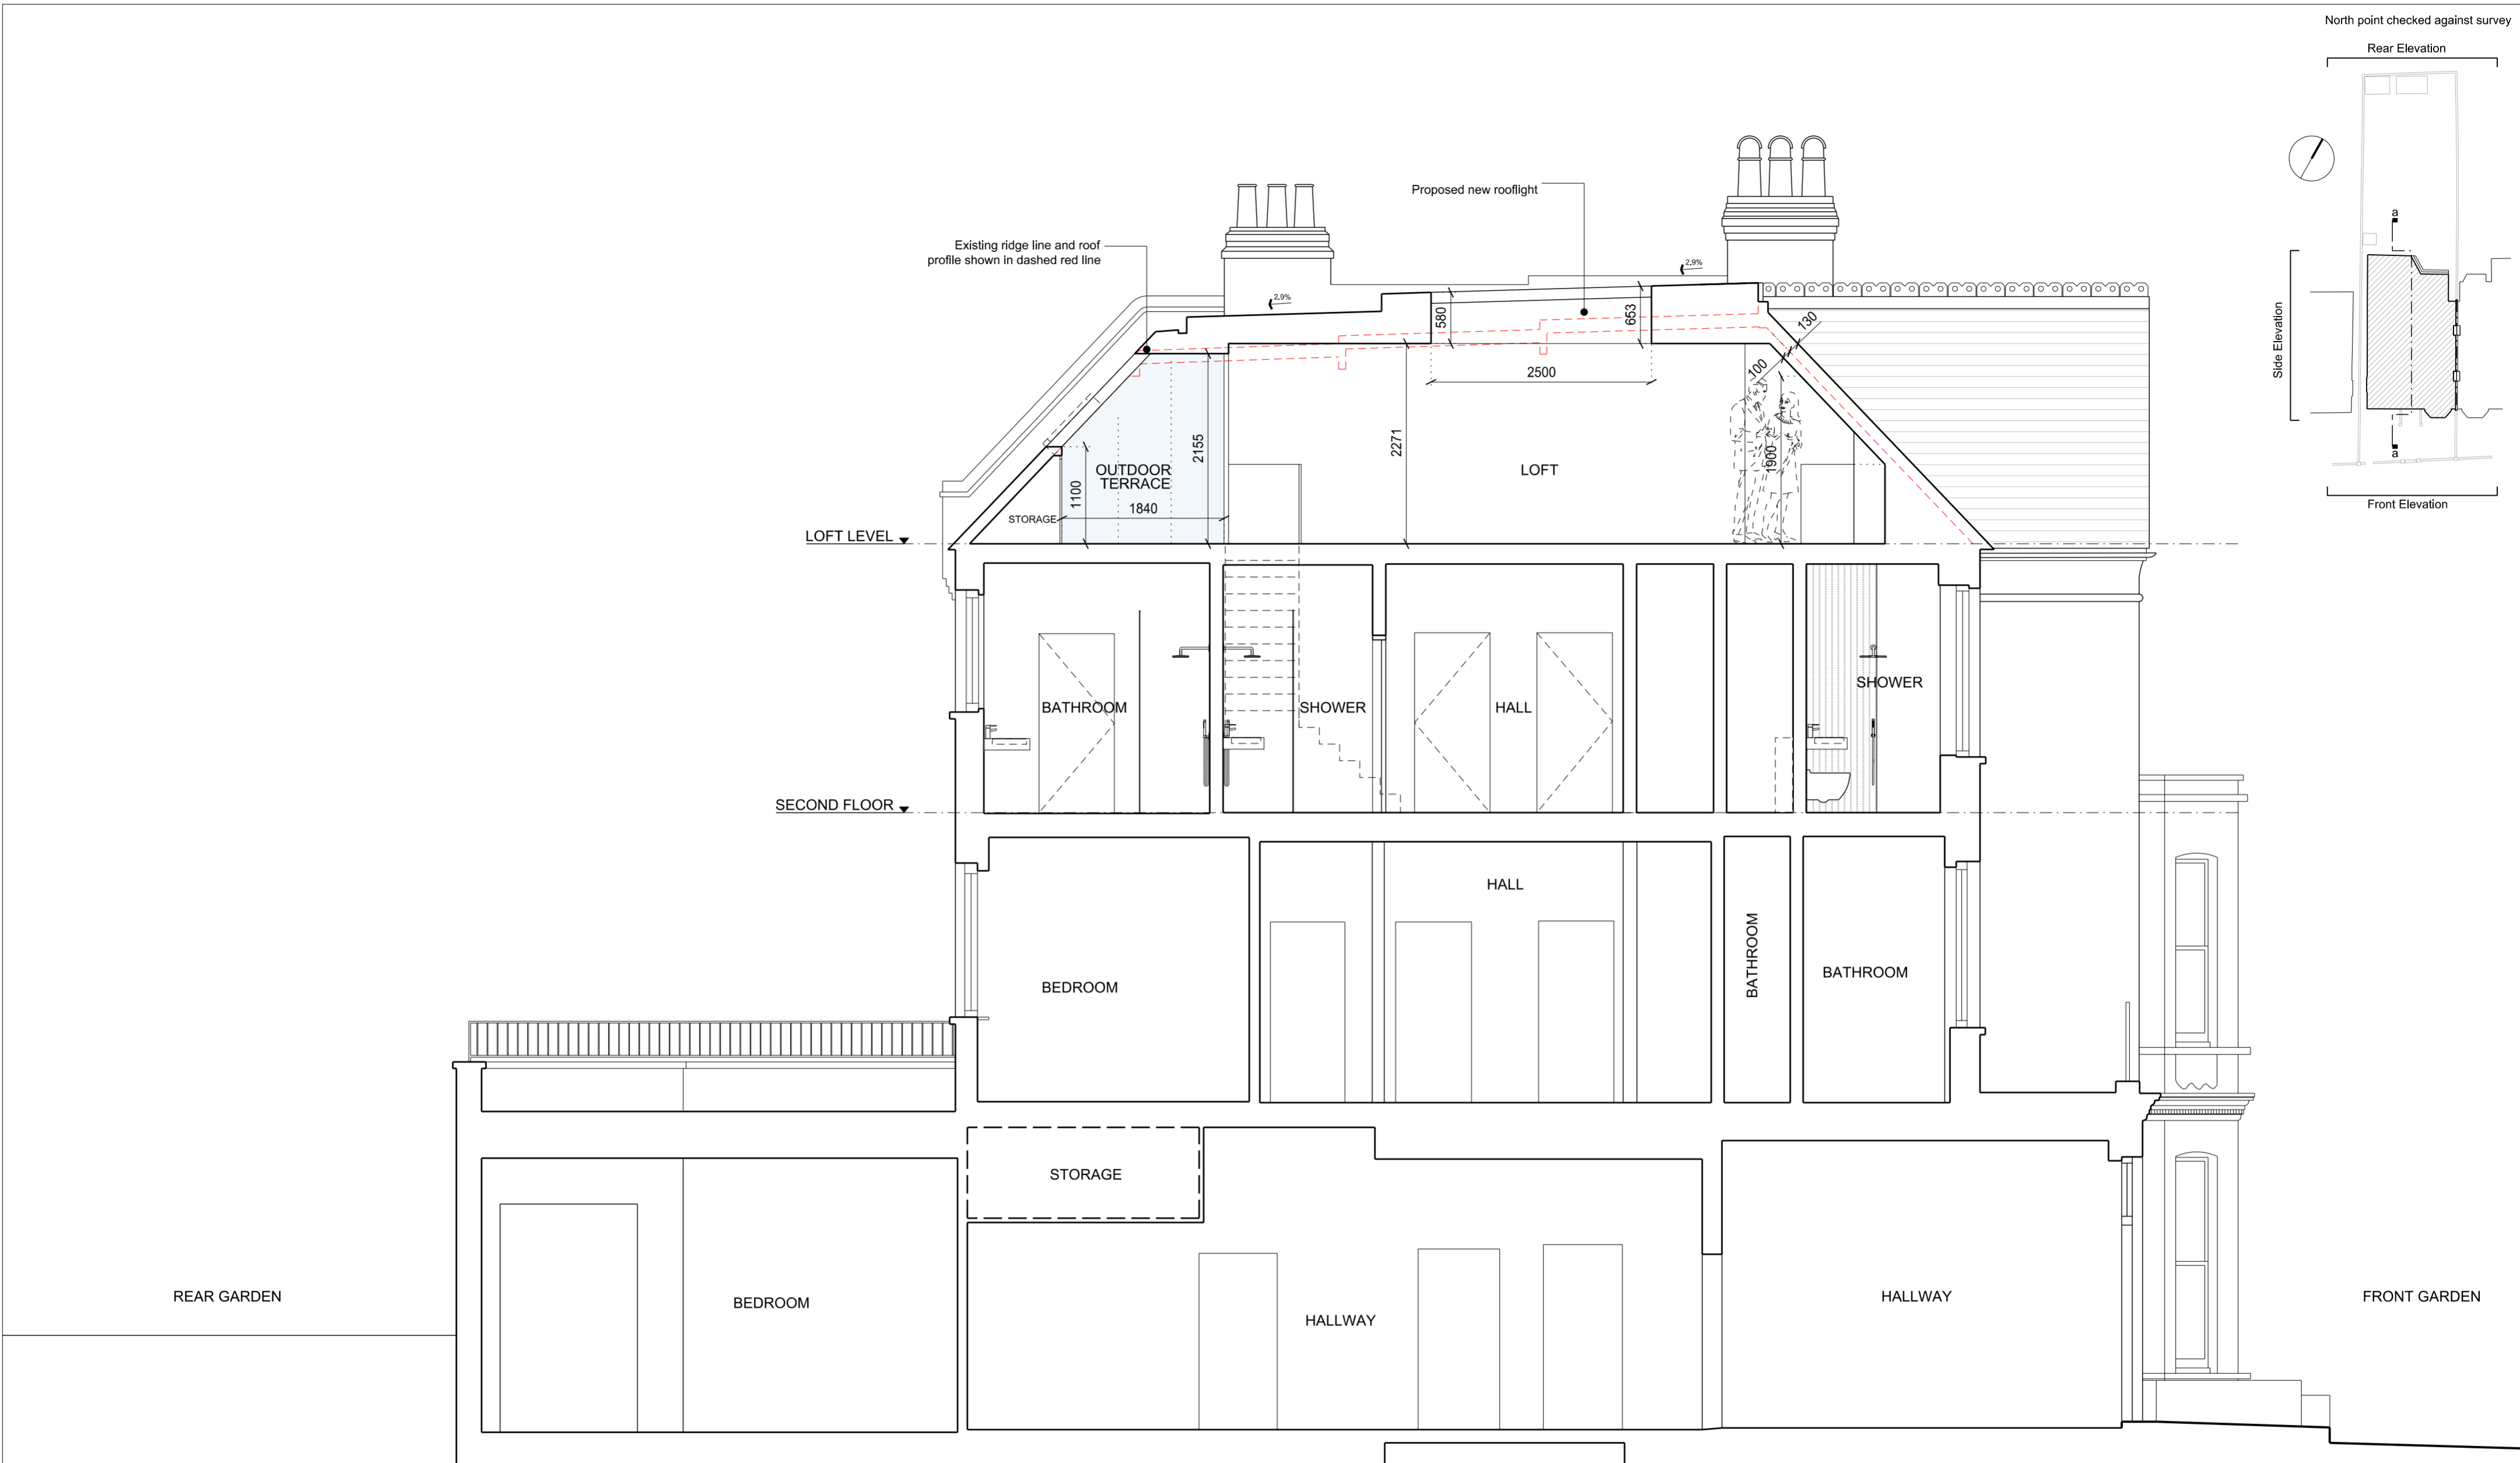 North point checked against survey
Rear Elevation
a
Side Elevation
a
Front Elevation
Proposed new rooflight
Existing ridge line and roof
profile shown in dashed red line
2,9%
2,9%
580
653
130
100
2500
2155
2271
1900
1100
1840
OUTDOOR
TERRACE
LOFT
STORAGE
LOFT LEVEL
BATHROOM
SHOWER
HALL
SHOWER
SECOND FLOOR
HALL
BEDROOM
BATHROOM
BATHROOM
STORAGE
REAR GARDEN
BEDROOM
HALLWAY
HALLWAY
FRONT GARDEN